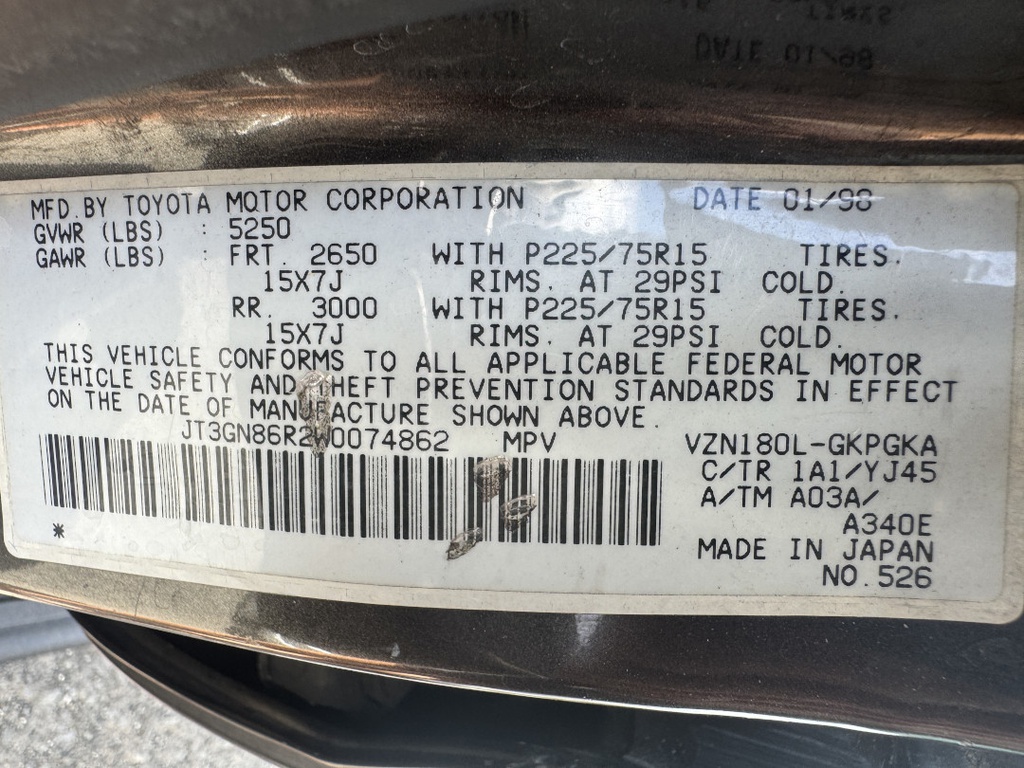 MFD.BY TOYOTA MOTOR CORPORATION DATE 01/98
GVWR (LBS) : 5250
GAWR (LBS) : FRT. 2650 WITH P225/75R15 TIRES.
15X7J RIMS. AT 29PSI COLD.
RR. 3000 WITH P225/75R15 TIRES.
15X7J RIMS. AT 29PSI COLD.
THIS VEHICLE CONFORMS TO ALL APPLICABLE FEDERAL MOTOR
VEHICLE SAFETY AND THEFT PREVENTION STANDARDS IN EFFECT
ON THE DATE OF MANUFACTURE SHOWN ABOVE.
JT3GN86R2W0074862 MPV VZN180L-GKPGKA
C/TR 1A1/YJ45
A/TM A03A/
A340E
* MADE IN JAPAN
NO.526